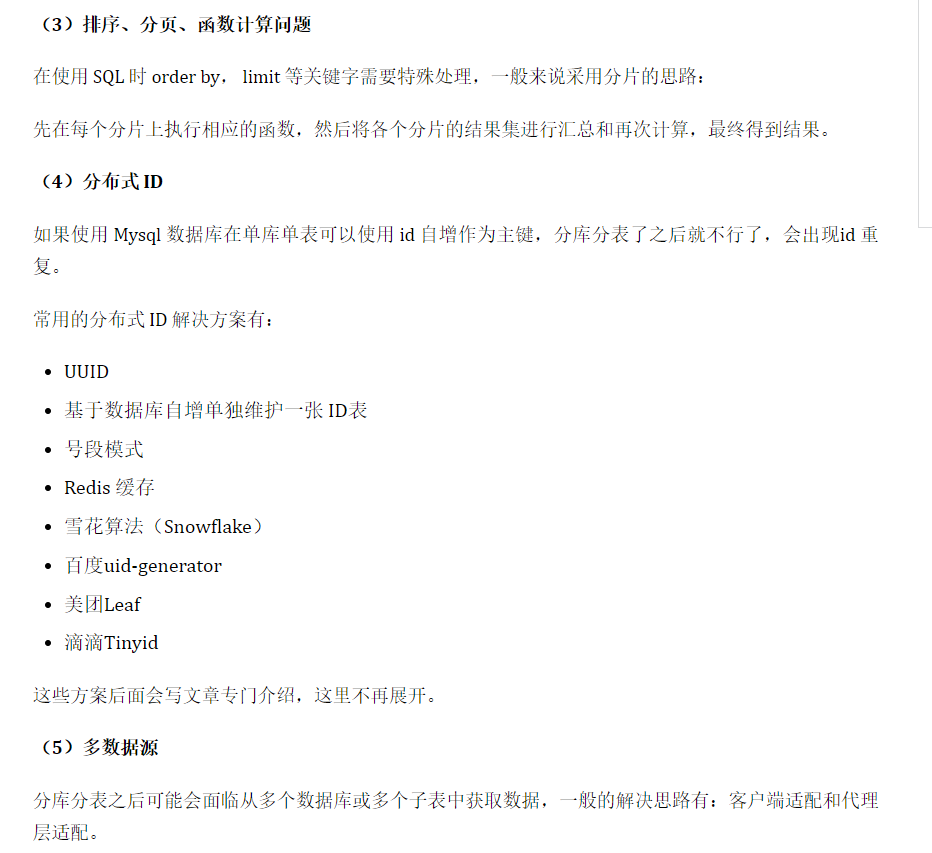 （3）排序、分页、函数计算问题
在使用 SQL 时 order by， limit 等关键字需要特殊处理，一般来说采用分片的思路：
先在每个分片上执行相应的函数，然后将各个分片的结果集进行汇总和再次计算，最终得到结果。
（4）分布式 ID
如果使用 Mysql 数据库在单库单表可以使用 id 自增作为主键，分库分表了之后就不行了，会出现id 重
复。
常用的分布式 ID 解决方案有：
• UUID
• 基于数据库自增单独维护一张 ID表
• 号段模式
• Redis 缓存
• 雪花算法（Snowflake）
• 百度uid-generator
• 美团Leaf
• 滴滴Tinyid
这些方案后面会写文章专门介绍，这里不再展开。
（5）多数据源
分库分表之后可能会面临从多个数据库或多个子表中获取数据，一般的解决思路有：客户端适配和代理
层适配。